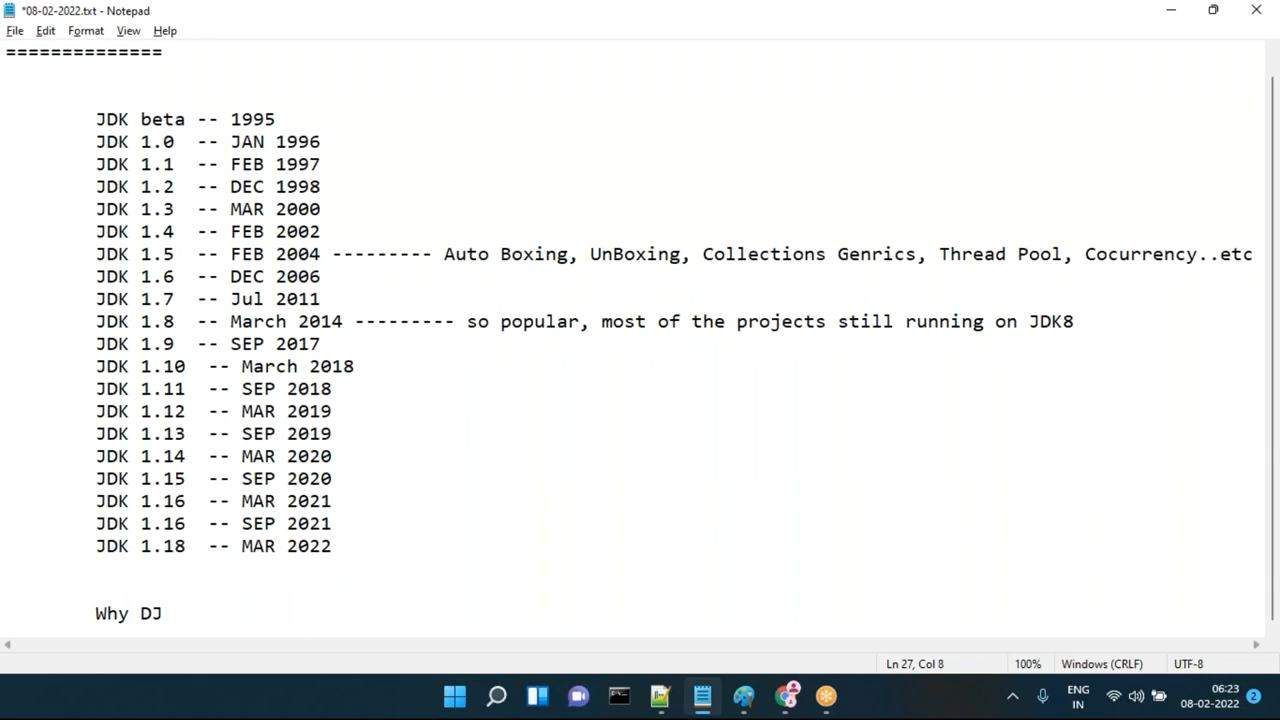 *08-02-2022.txt - Notepad
File Edit Format View Help
==============
JDK beta -- 1995
JDK 1.0 -- JAN 1996
JDK 1.1 -- FEB 1997
JDK 1.2 -- DEC 1998
JDK 1.3 -- MAR 2000
JDK 1.4 -- FEB 2002
JDK 1.5 -- FEB 2004 --------- Auto Boxing, UnBoxing, Collections Genrics, Thread Pool, Cocurrency..etc
JDK 1.6 -- DEC 2006
JDK 1.7 -- Jul 2011
JDK 1.8 -- March 2014 --------- so popular, most of the projects still running on JDK8
JDK 1.9 -- SEP 2017
JDK 1.10 -- March 2018
JDK 1.11 -- SEP 2018
JDK 1.12 -- MAR 2019
JDK 1.13 -- SEP 2019
JDK 1.14 -- MAR 2020
JDK 1.15 -- SEP 2020
JDK 1.16 -- MAR 2021
JDK 1.16 -- SEP 2021
JDK 1.18 -- MAR 2022
Why DJ
Ln 27, Col 8 100% Windows (CRLF) UTF-8
ENG 06:23
IN 08-02-2022 2